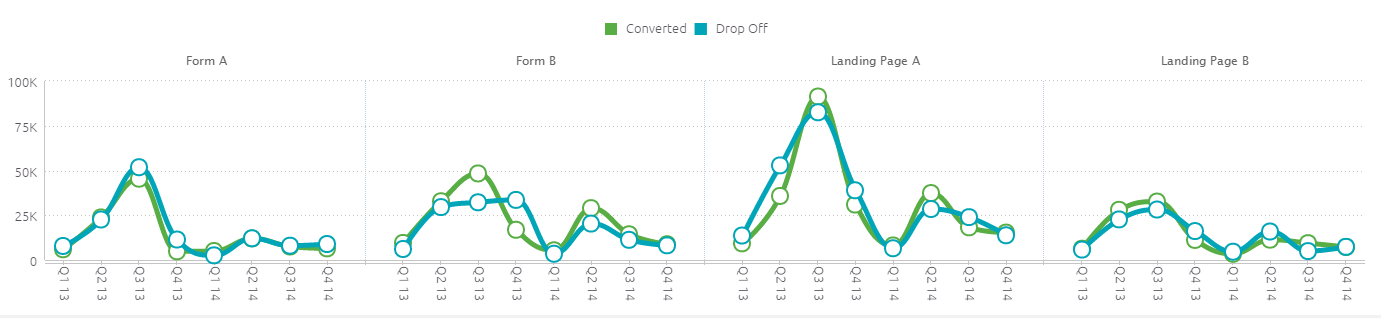 Converted Drop Off
Form A Form B Landing Page A Landing Page B
100K
75K
50K
25K
0
Q1 13 Q2 13 Q3 13 Q4 13 Q1 14 Q2 14 Q3 14 Q4 14 Q1 13 Q2 13 Q3 13 Q4 13 Q1 14 Q2 14 Q3 14 Q4 14 Q1 13 Q2 13 Q3 13 Q4 13 Q1 14 Q2 14 Q3 14 Q4 14 Q1 13 Q2 13 Q3 13 Q4 13 Q1 14 Q2 14 Q3 14 Q4 14